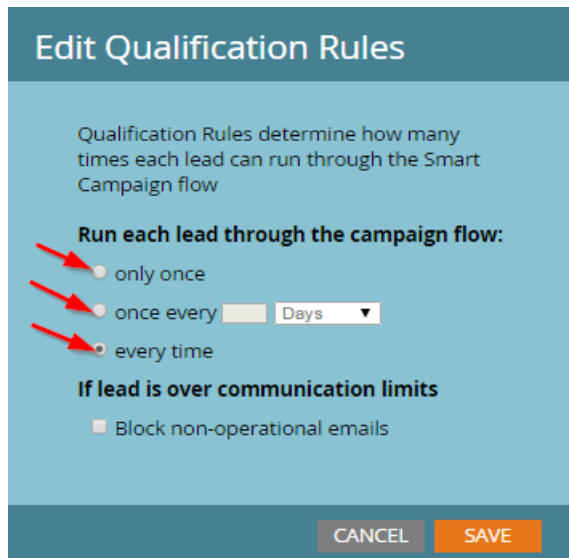 Edit Qualification Rules
Qualification Rules determine how many
times each lead can run through the Smart
Campaign flow
Run each lead through the campaign flow:
only once
once every Days
every time
If lead is over communication limits
Block non-operational emails
CANCEL SAVE